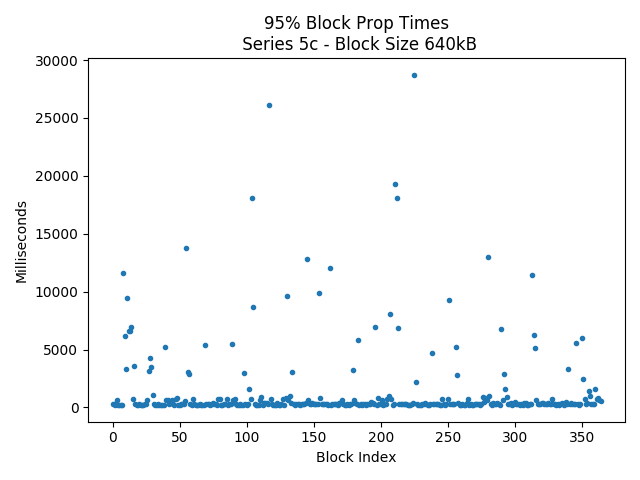 95% Block Prop Times
Series 5c - Block Size 640kB
30000
25000
20000
15000
10000
5000
0
Milliseconds
0 50 100 150 200 250 300 350
Block Index